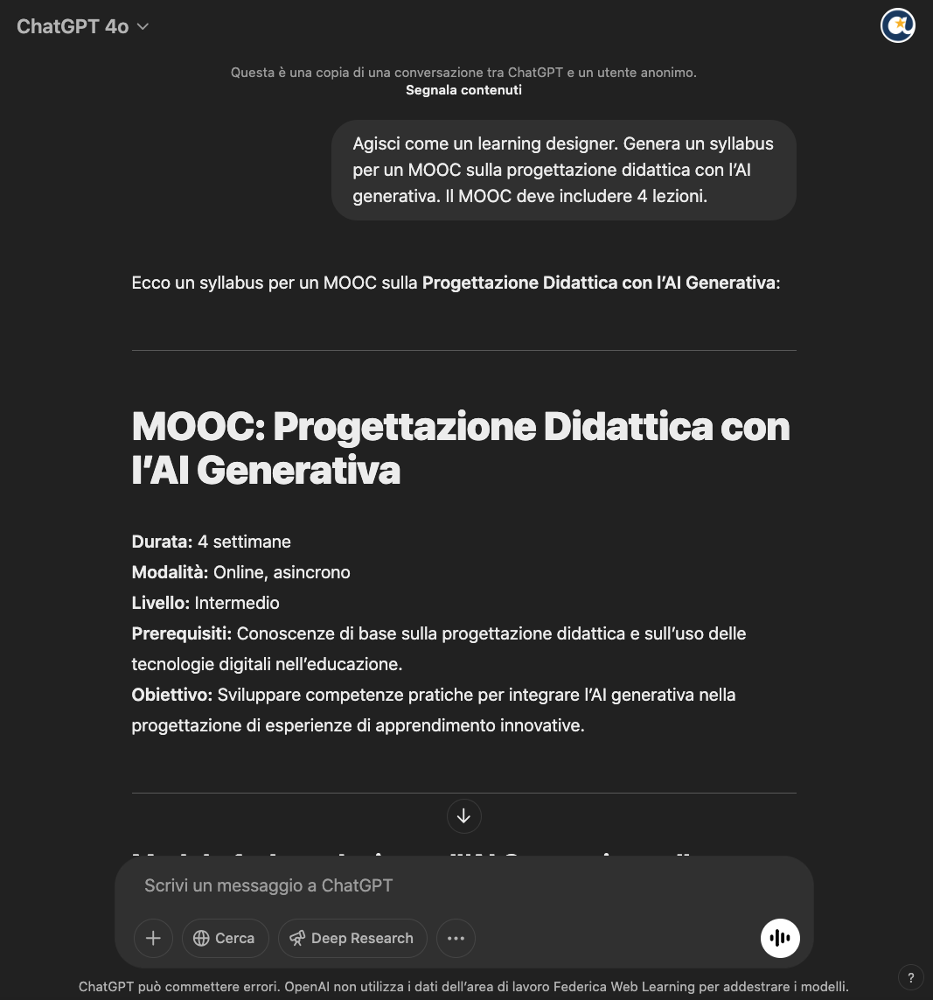 ChatGPT 4o
Questa è una copia di una conversazione tra ChatGPT e un utente anonimo.
Segnala contenuti
Agisci come un learning designer. Genera un syllabus
per un MOOC sulla progettazione didattica con l’AI
generativa. Il MOOC deve includere 4 lezioni.
Ecco un syllabus per un MOOC sulla Progettazione Didattica con l’AI Generativa:
MOOC: Progettazione Didattica con
l’AI Generativa
Durata: 4 settimane
Modalità: Online, asincrono
Livello: Intermedio
Prerequisiti: Conoscenze di base sulla progettazione didattica e sull’uso delle
tecnologie digitali nell’educazione.
Obiettivo: Sviluppare competenze pratiche per integrare l’AI generativa nella
progettazione di esperienze di apprendimento innovative.
Scrivi un messaggio a ChatGPT
Cerca
Deep Research
ChatGPT può commettere errori. OpenAI non utilizza i dati dell’area di lavoro Federica Web Learning per addestrare i modelli.
?